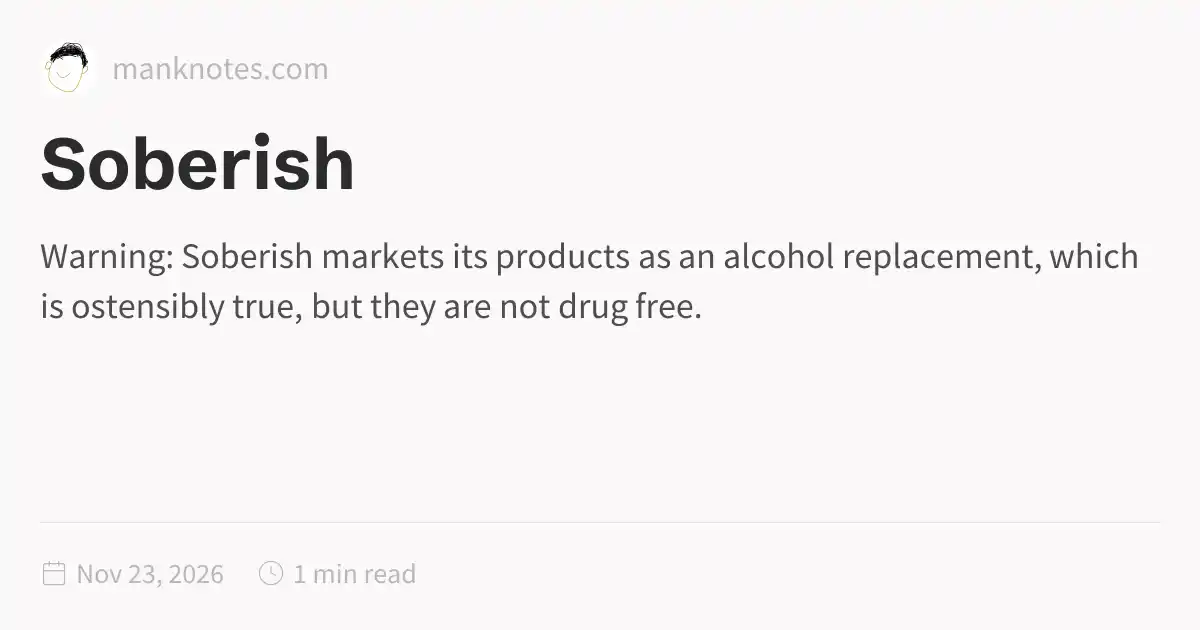 manknotes.com
Soberish
Warning: Soberish markets its products as an alcohol replacement, which
is ostensibly true, but they are not drug free.
Nov 23, 2026 1 min read